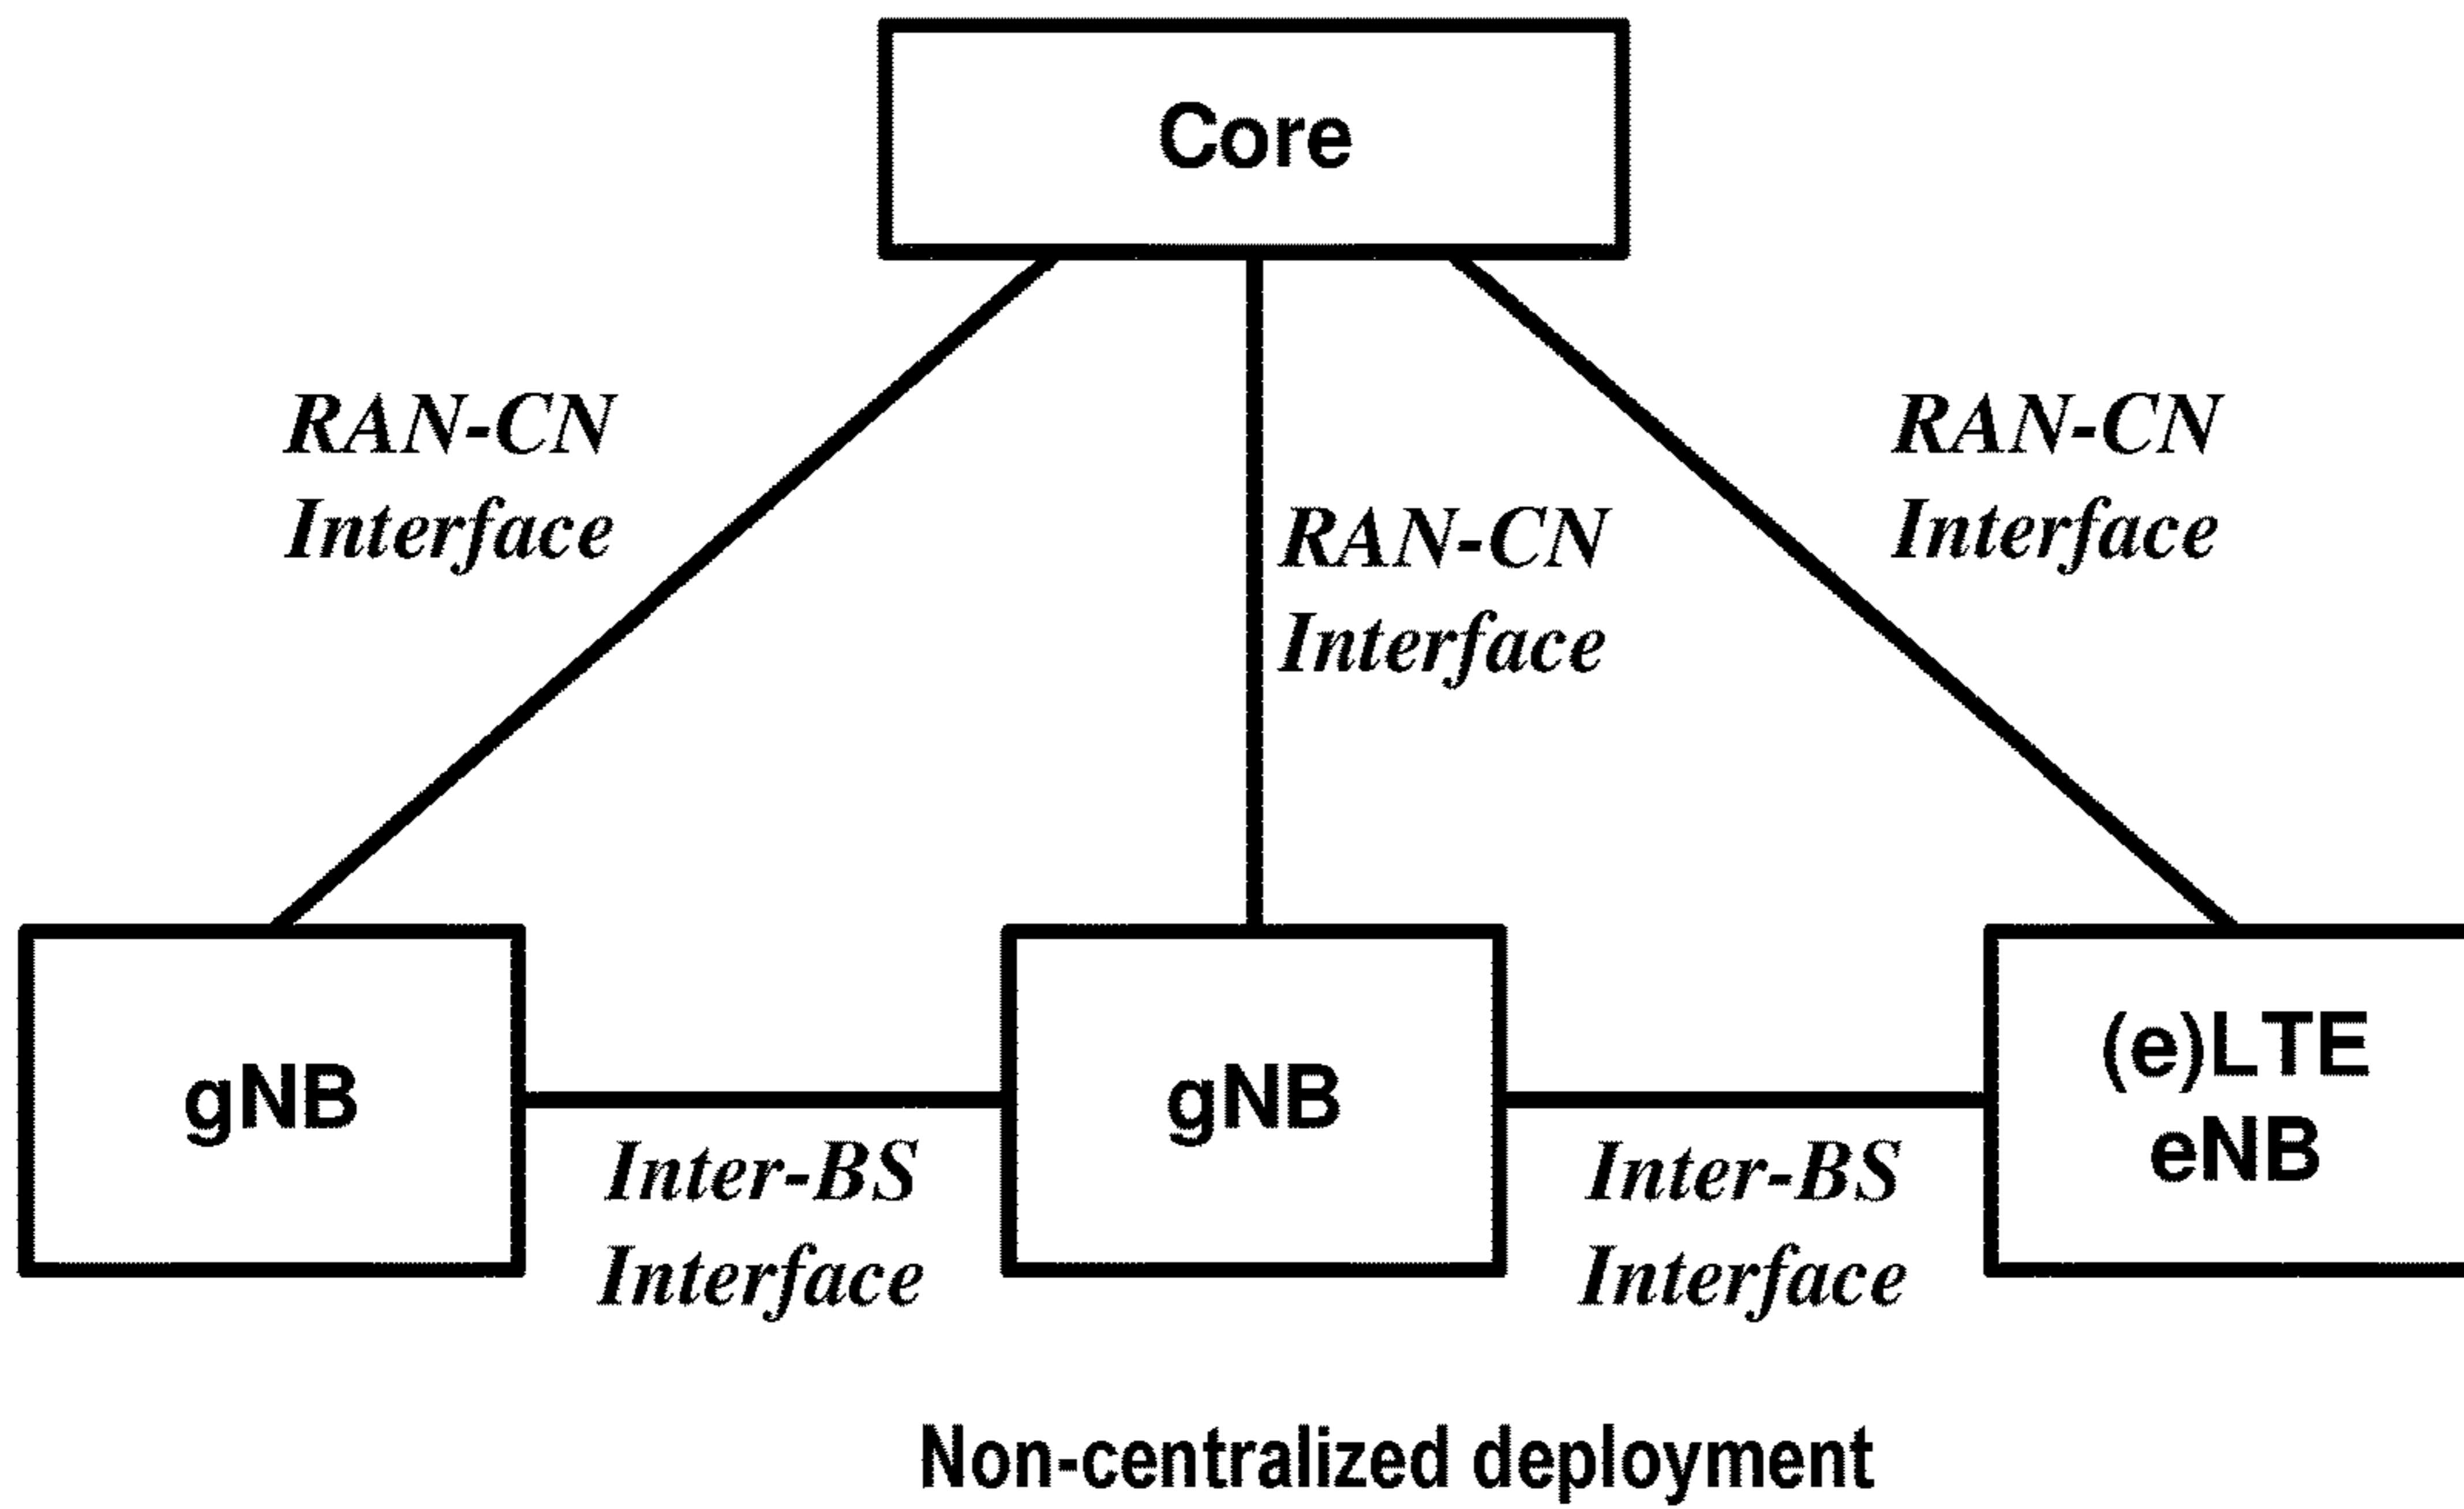 Core
RAN-CN
Interface
RAN-CN
Interface
RAN-CN
Interface
gNB
Inter-BS
Interface
gNB
Inter-BS
Interface
(e)LTE
eNB
Non-centralized deployment